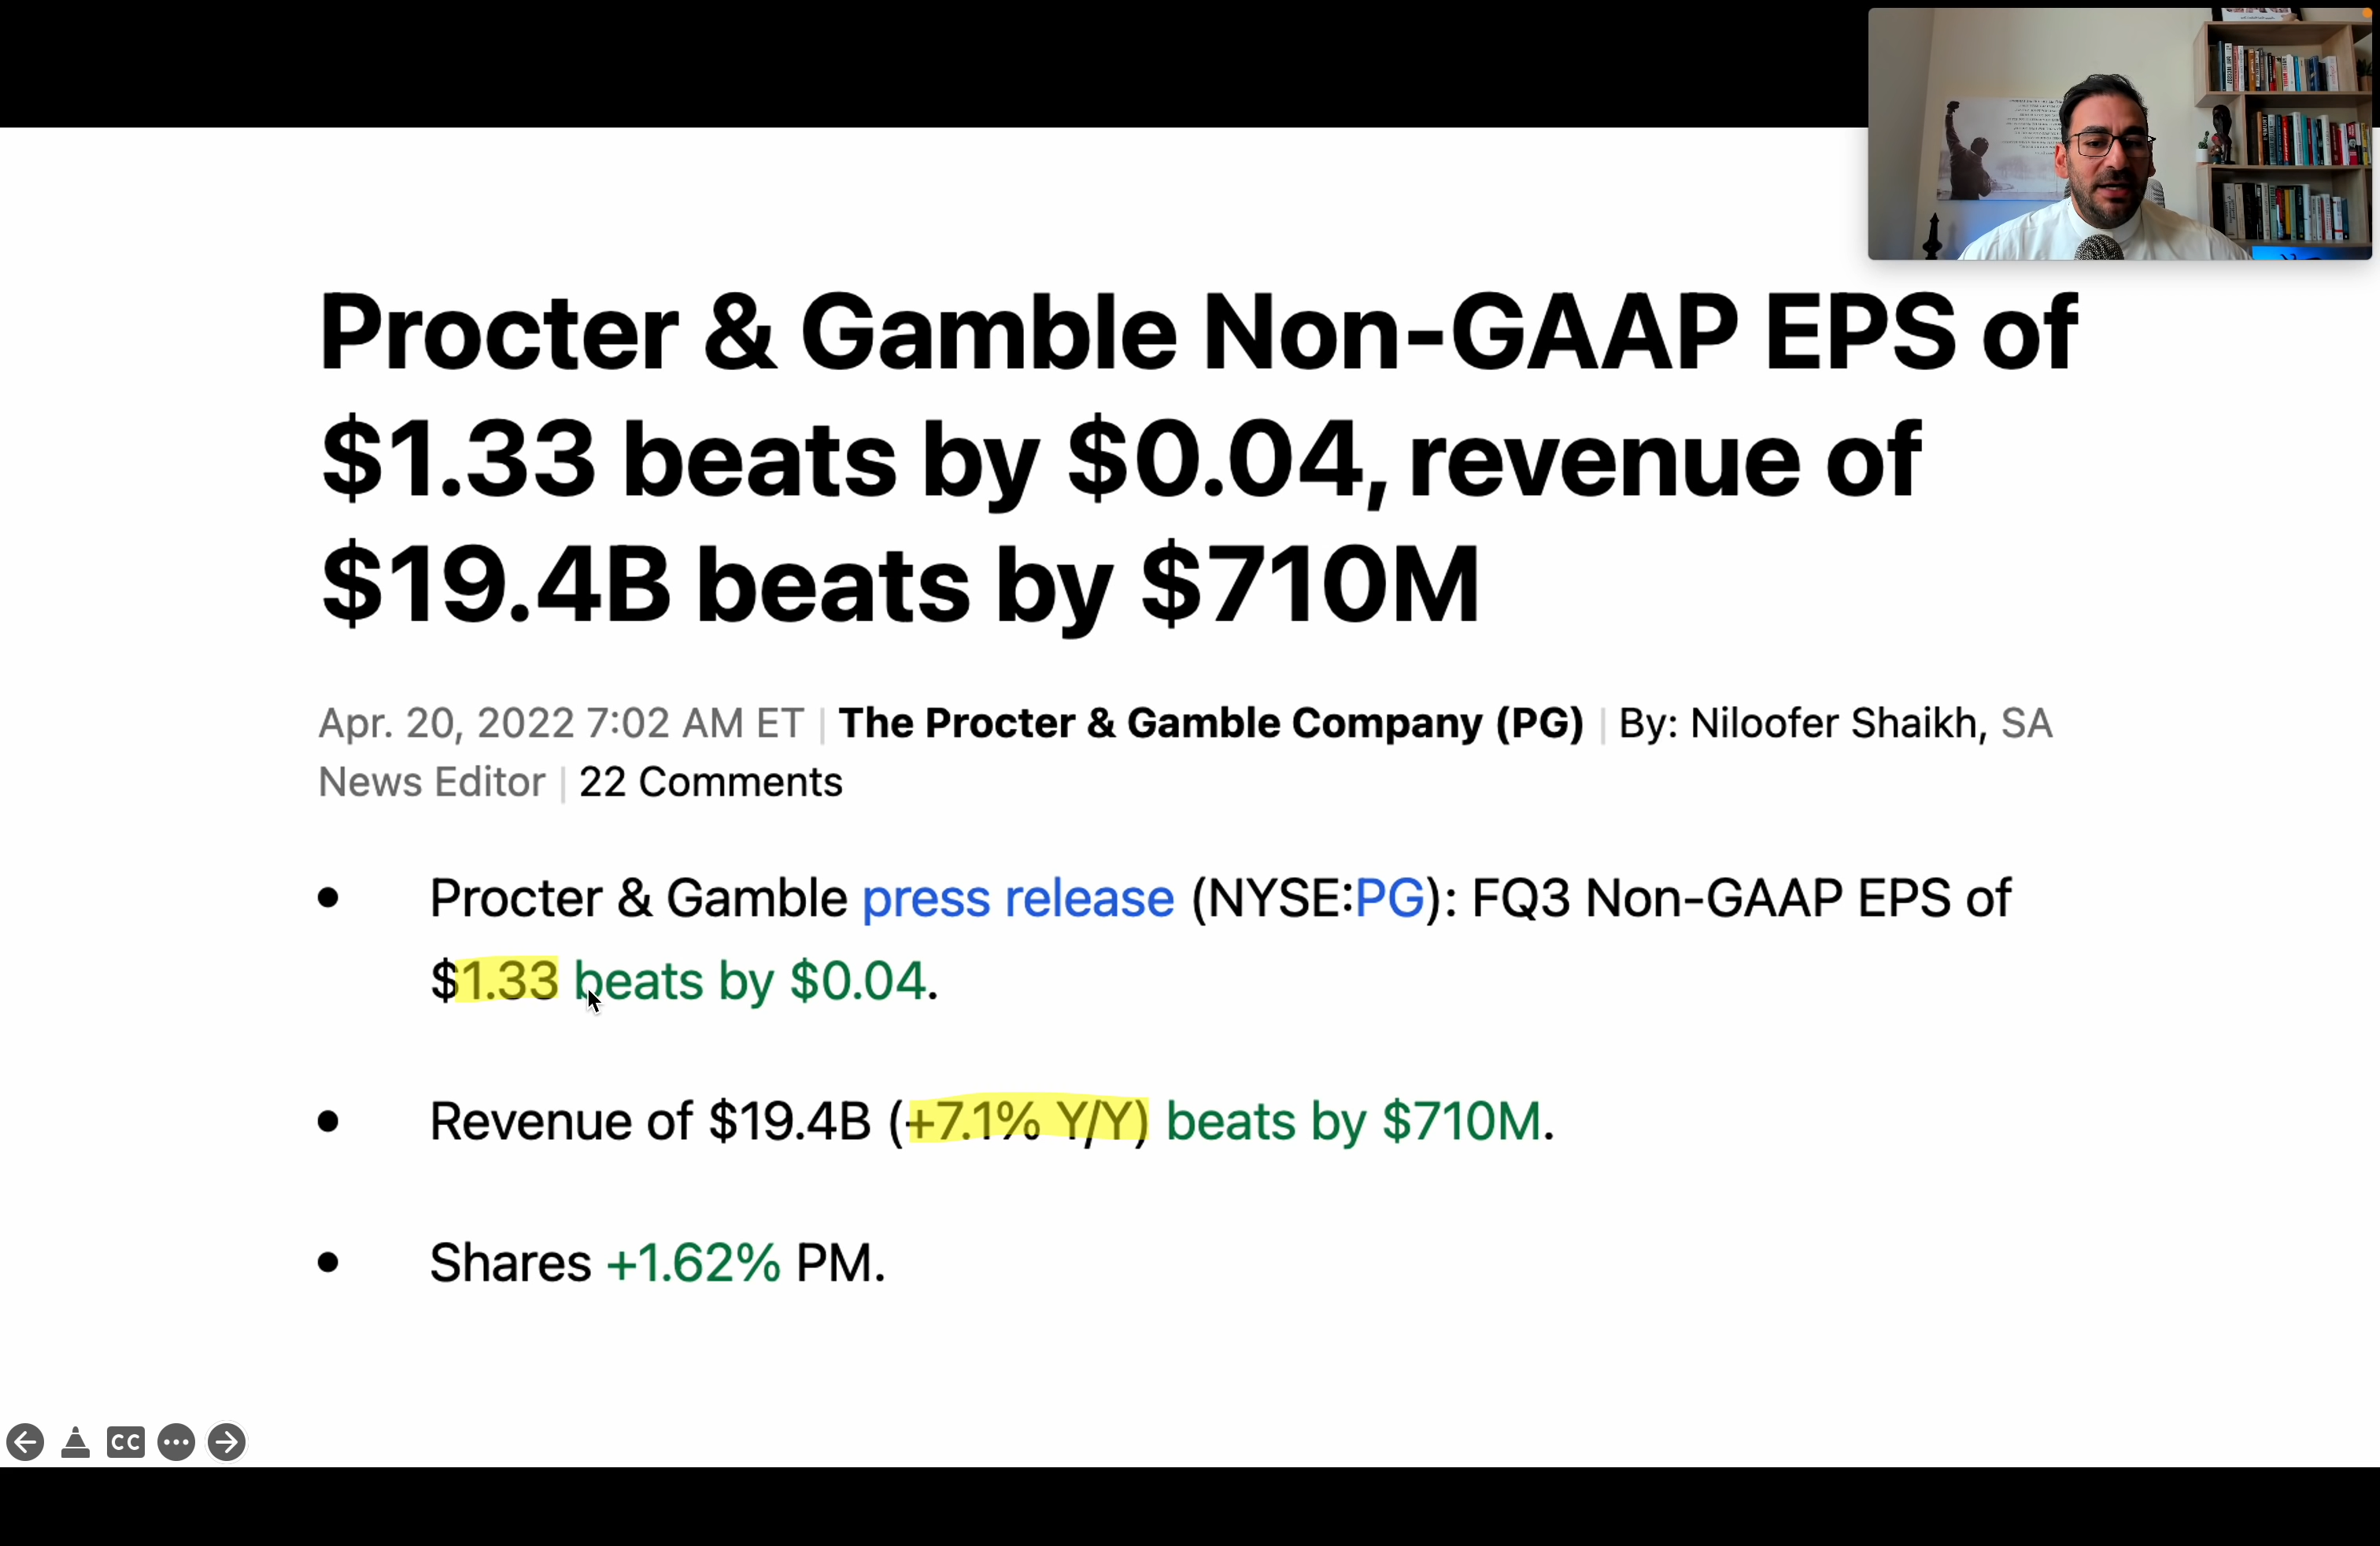 Procter & Gamble Non-GAAP EPS of
$1.33 beats by $0.04, revenue of
$19.4B beats by $710M
Apr. 20, 2022 7:02 AM ET | The Procter & Gamble Company (PG) | By: Niloofer Shaikh, SA
News Editor | 22 Comments
• Procter & Gamble press release (NYSE:PG): FQ3 Non-GAAP EPS of
$1.33 beats by $0.04.
• Revenue of $19.4B (+7.1% Y/Y) beats by $710M.
• Shares +1.62% PM.
CC